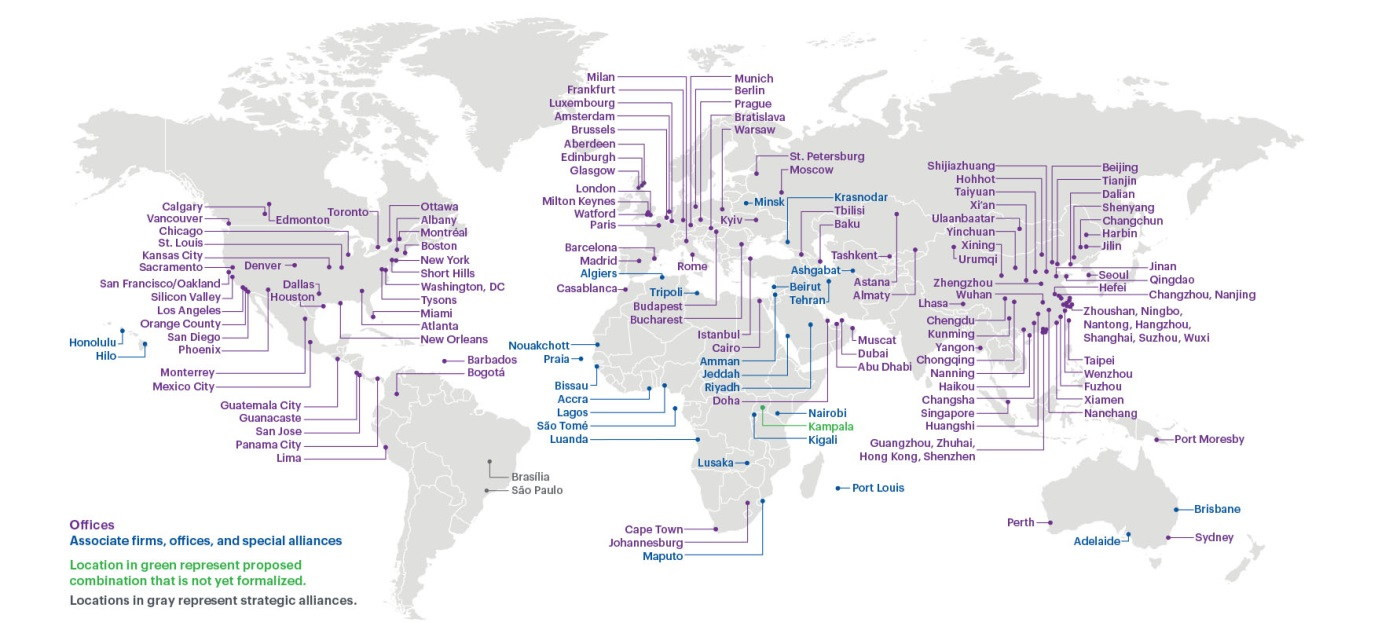 Milan
Frankfurt
Luxembourg
Amsterdam
Brussels
Aberdeen
Edinburgh
Glasgow
London
Milton Keynes
Watford
Paris
Barcelona
Madrid
Algiers
Casablanca
Munich
Berlin
Prague
Bratislava
Warsaw
St. Petersburg
Moscow
Minsk
Kyiv
Krasnodar
Tbilisi
Baku
Rome
Tripoli
Budapest
Bucharest
Istanbul
Cairo
Amman
Jeddah
Riyadh
Doha
Ashgabat
Beirut
Tehran
Tashkent
Astana
Almaty
Muscat
Dubai
Abu Dhabi
Calgary
Vancouver
Edmonton
Toronto
Chicago
St. Louis
Kansas City
Sacramento
Denver
San Francisco/Oakland
Silicon Valley
Los Angeles
Orange County
San Diego
Phoenix
Dallas
Houston
Ottawa
Albany
Montréal
Boston
New York
Short Hills
Washington, DC
Tysons
Miami
Atlanta
New Orleans
Honolulu
Hilo
Monterrey
Mexico City
Barbados
Bogotá
Guatemala City
Guanacaste
San Jose
Panama City
Lima
Brasília
São Paulo
Nouakchott
Praia
Bissau
Accra
Lagos
São Tomé
Luanda
Nairobi
Kampala
Kigali
Lusaka
Port Louis
Cape Town
Johannesburg
Maputo
Shijiazhuang
Hohhot
Taiyuan
Xi'an
Ulaanbaatar
Yinchuan
Xining
Urumqi
Zhengzhou
Wuhan
Lhasa
Chengdu
Kunming
Yangon
Chongqing
Nanning
Haikou
Changsha
Singapore
Huangshi
Guangzhou, Zhuhai,
Hong Kong, Shenzhen
Beijing
Tianjin
Dalian
Shenyang
Changchun
Harbin
Jilin
Jinan
Seoul
Qingdao
Hefei
Changzhou, Nanjing
Zhoushan, Ningbo,
Nantong, Hangzhou,
Shanghai, Suzhou, Wuxi
Taipei
Wenzhou
Fuzhou
Xiamen
Nanchang
Port Moresby
Perth
Brisbane
Adelaide
Sydney
Offices
Associate firms, offices, and special alliances
Location in green represent proposed
combination that is not yet formalized.
Locations in gray represent strategic alliances.